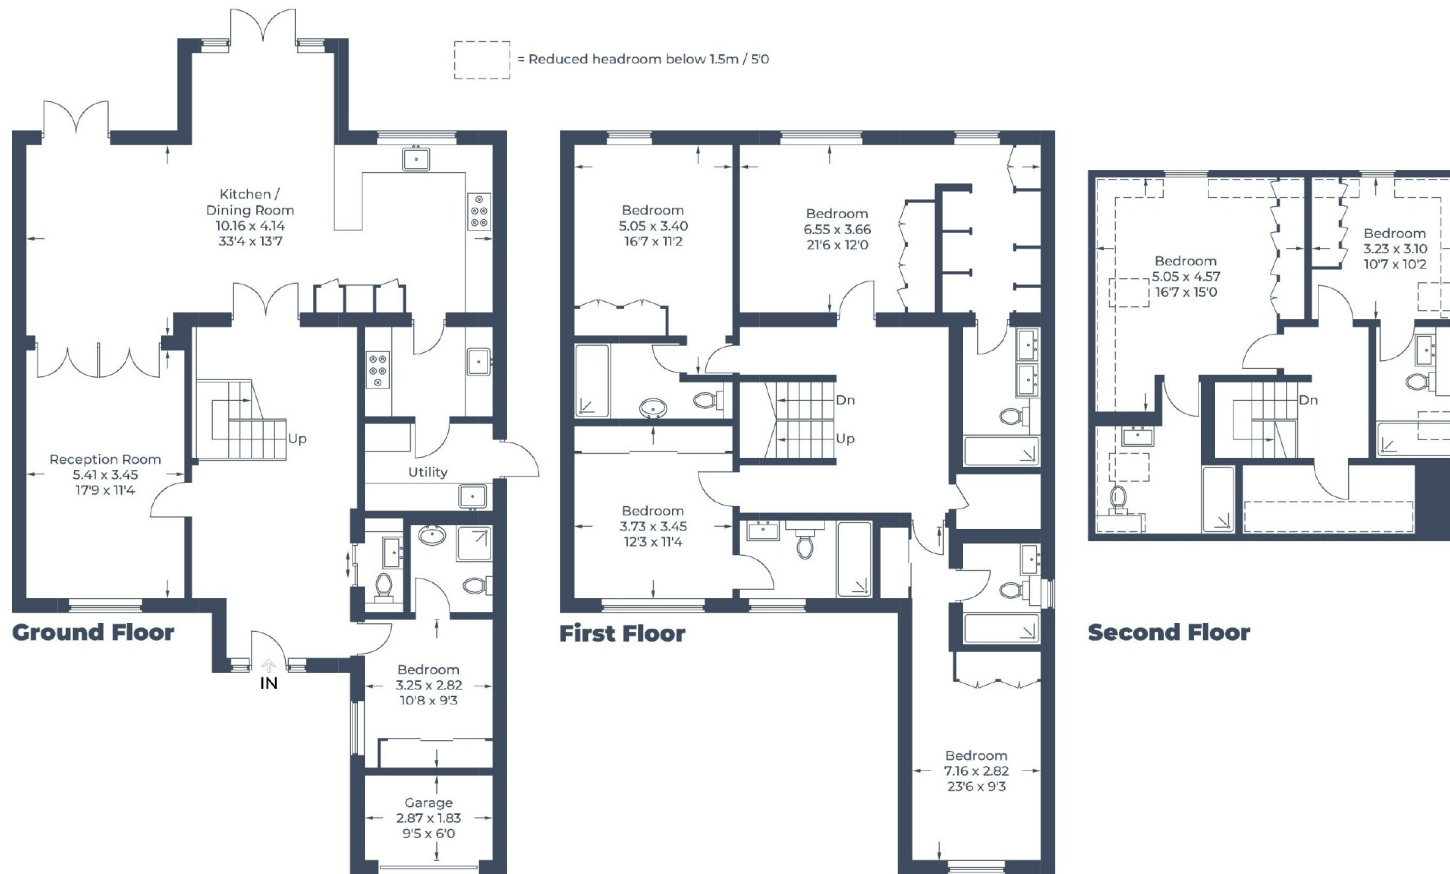 = Reduced headroom below 1.5m / 5'0
Kitchen /
Dining Room
10.16 x 4.14
33'4 x 13'7
Up
Reception Room
5.41 x 3.45
17'9 x 11'4
Utility
Bedroom
3.25 x 2.82
10'8 x 9'3
Garage
2.87 x 1.83
9'5 x 6'0
IN
Ground Floor
Bedroom
5.05 x 3.40
16'7 x 11'2
Bedroom
6.55 x 3.66
21'6 x 12'0
Dn
Up
Bedroom
3.73 x 3.45
12'3 x 11'4
Bedroom
7.16 x 2.82
23'6 x 9'3
First Floor
Bedroom
5.05 x 4.57
16'7 x 15'0
Bedroom
3.23 x 3.10
10'7 x 10'2
Dn
Second Floor